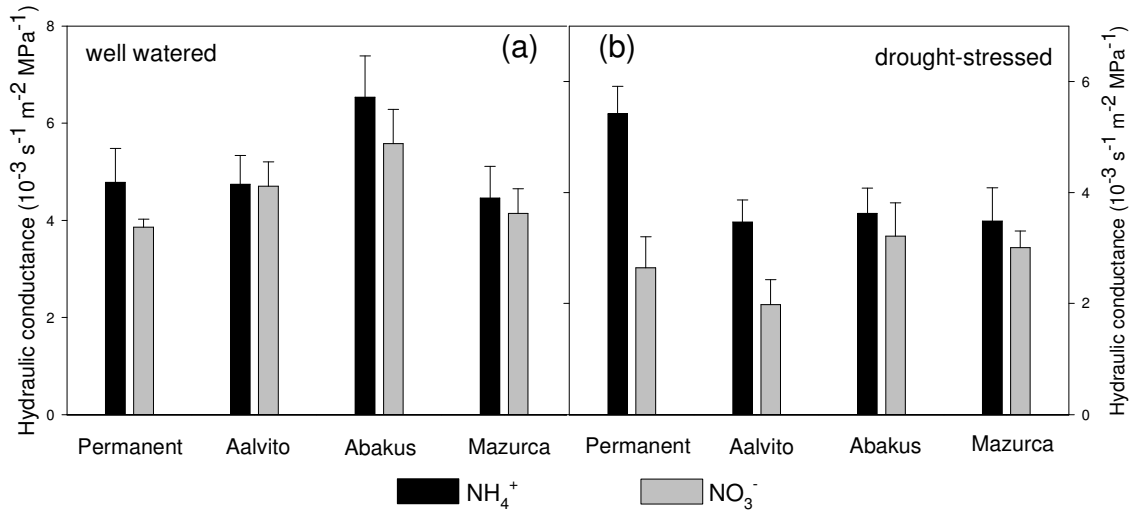 Hydraulic conductance (10⁻³ s⁻¹ m⁻² MPa⁻¹)
8
6
4
2
0
well watered
(a)
(b)
drought-stressed
6
4
2
0
Hydraulic conductance (10⁻³ s⁻¹ m⁻² MPa⁻¹)
Permanent Aalvito Abakus Mazurca Permanent Aalvito Abakus Mazurca
NH₄⁺ NO₃⁻